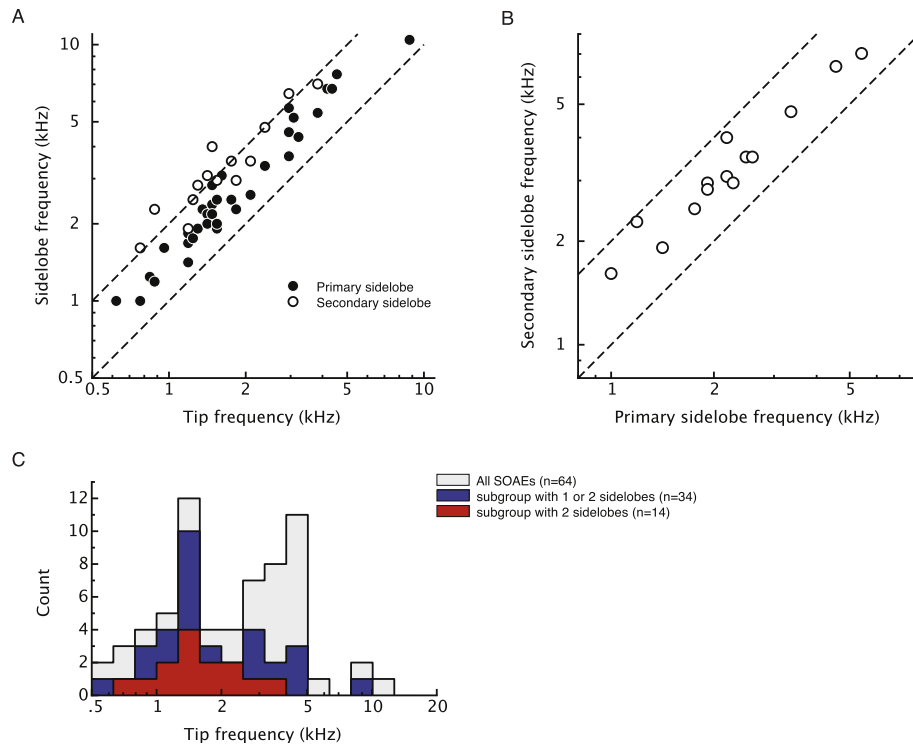 A
Sidelobe frequency (kHz)
10
5
2
1
0.5
0.5 1 2 5 10
Tip frequency (kHz)
Primary sidelobe
Secondary sidelobe
B
Secondary sidelobe frequency (kHz)
5
2
1
1 2 5
Primary sidelobe frequency (kHz)
C
All SOAEs (n=64)
subgroup with 1 or 2 sidelobes (n=34)
subgroup with 2 sidelobes (n=14)
Count
12
10
8
6
4
2
0
.5 1 2 5 10 20
Tip frequency (kHz)